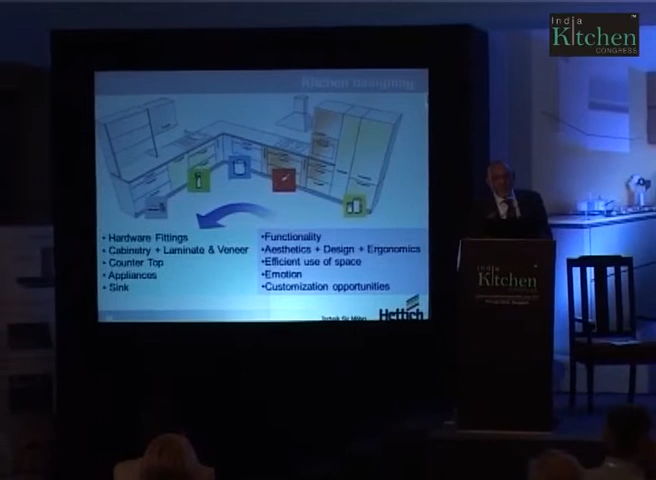 India
Kitchen
CONGRESS
Kitchen Designing
• Hardware Fittings
• Cabinetry + Laminate & Veneer
• Counter Top
• Appliances
• Sink
•Functionality
•Aesthetics + Design + Ergonomics
•Efficient use of space
•Emotion
•Customization opportunities
Hettich
India
Kitchen